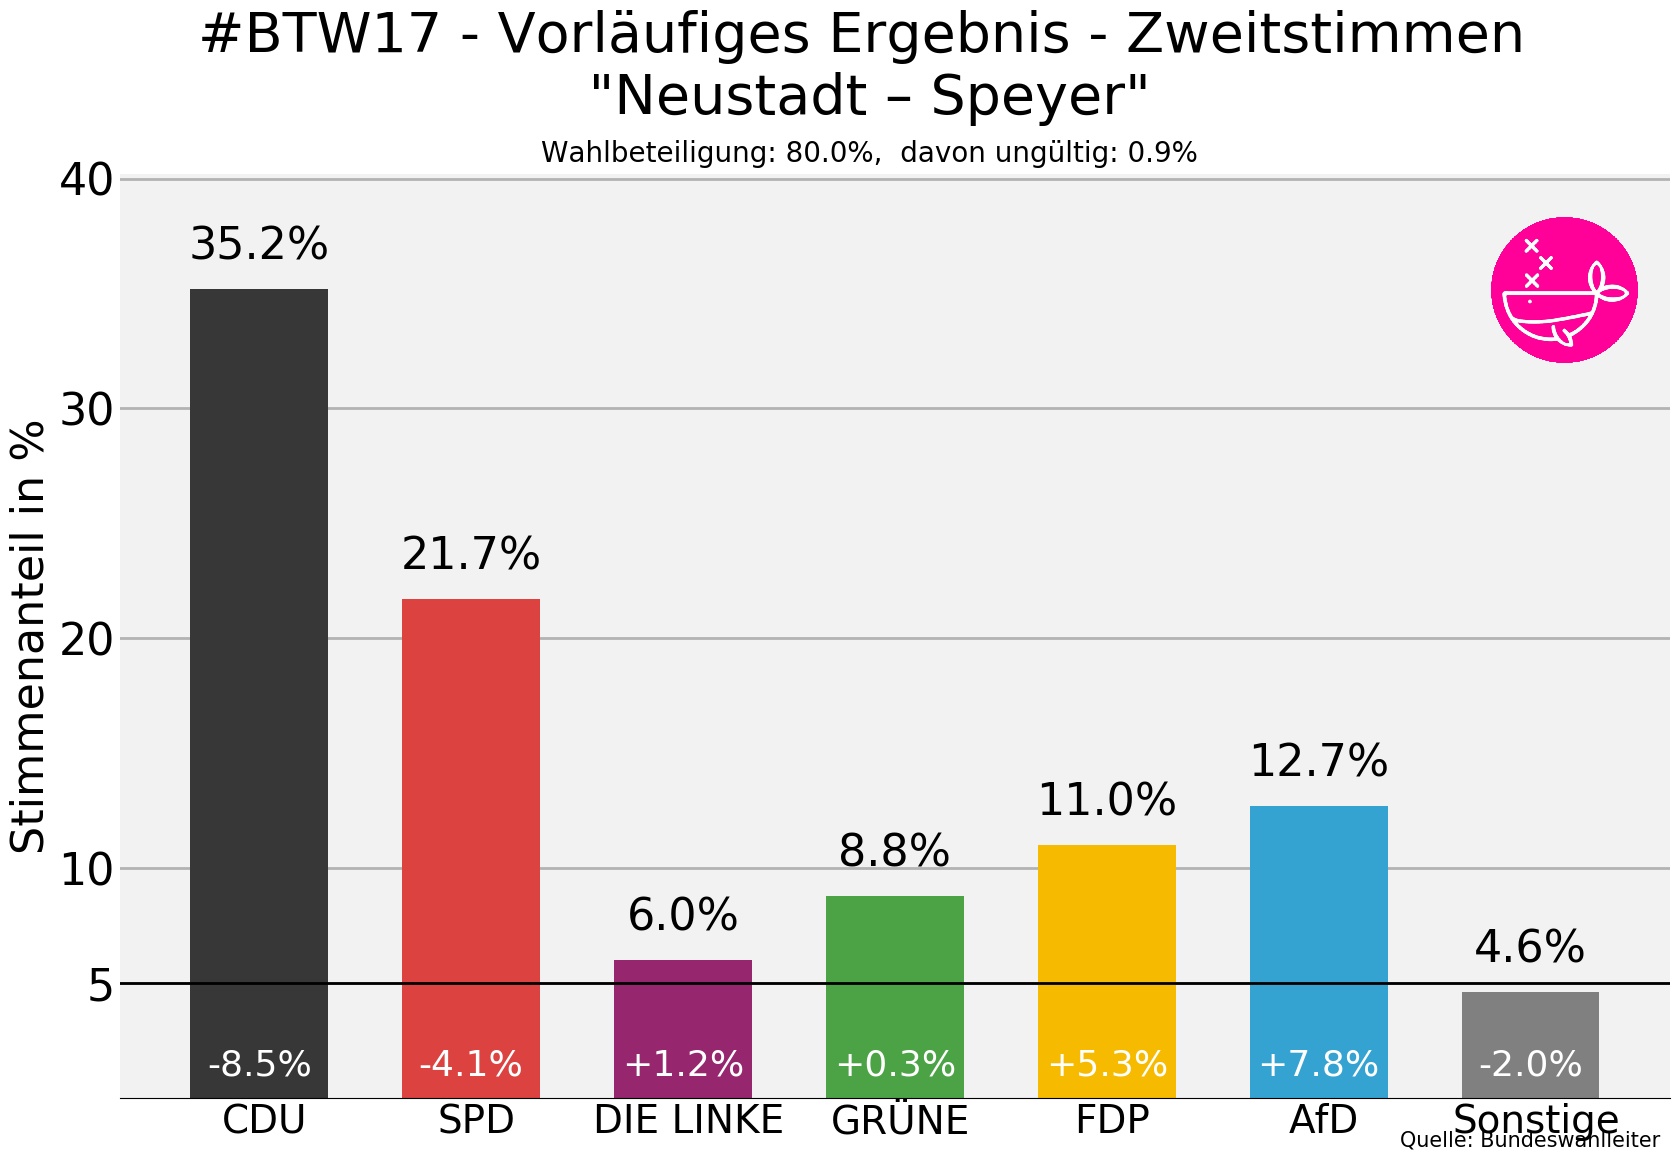 #BTW17 - Vorläufiges Ergebnis - Zweitstimmen
"Neustadt – Speyer"
Wahlbeteiligung: 80.0%,  davon ungültig: 0.9%
Stimmenanteil in %
40
30
20
10
5
35.2%
21.7%
6.0%
8.8%
11.0%
12.7%
4.6%
-8.5%
-4.1%
+1.2%
+0.3%
+5.3%
+7.8%
-2.0%
CDU
SPD
DIE LINKE
GRÜNE
FDP
AfD
Sonstige
Quelle: Bundeswahlleiter